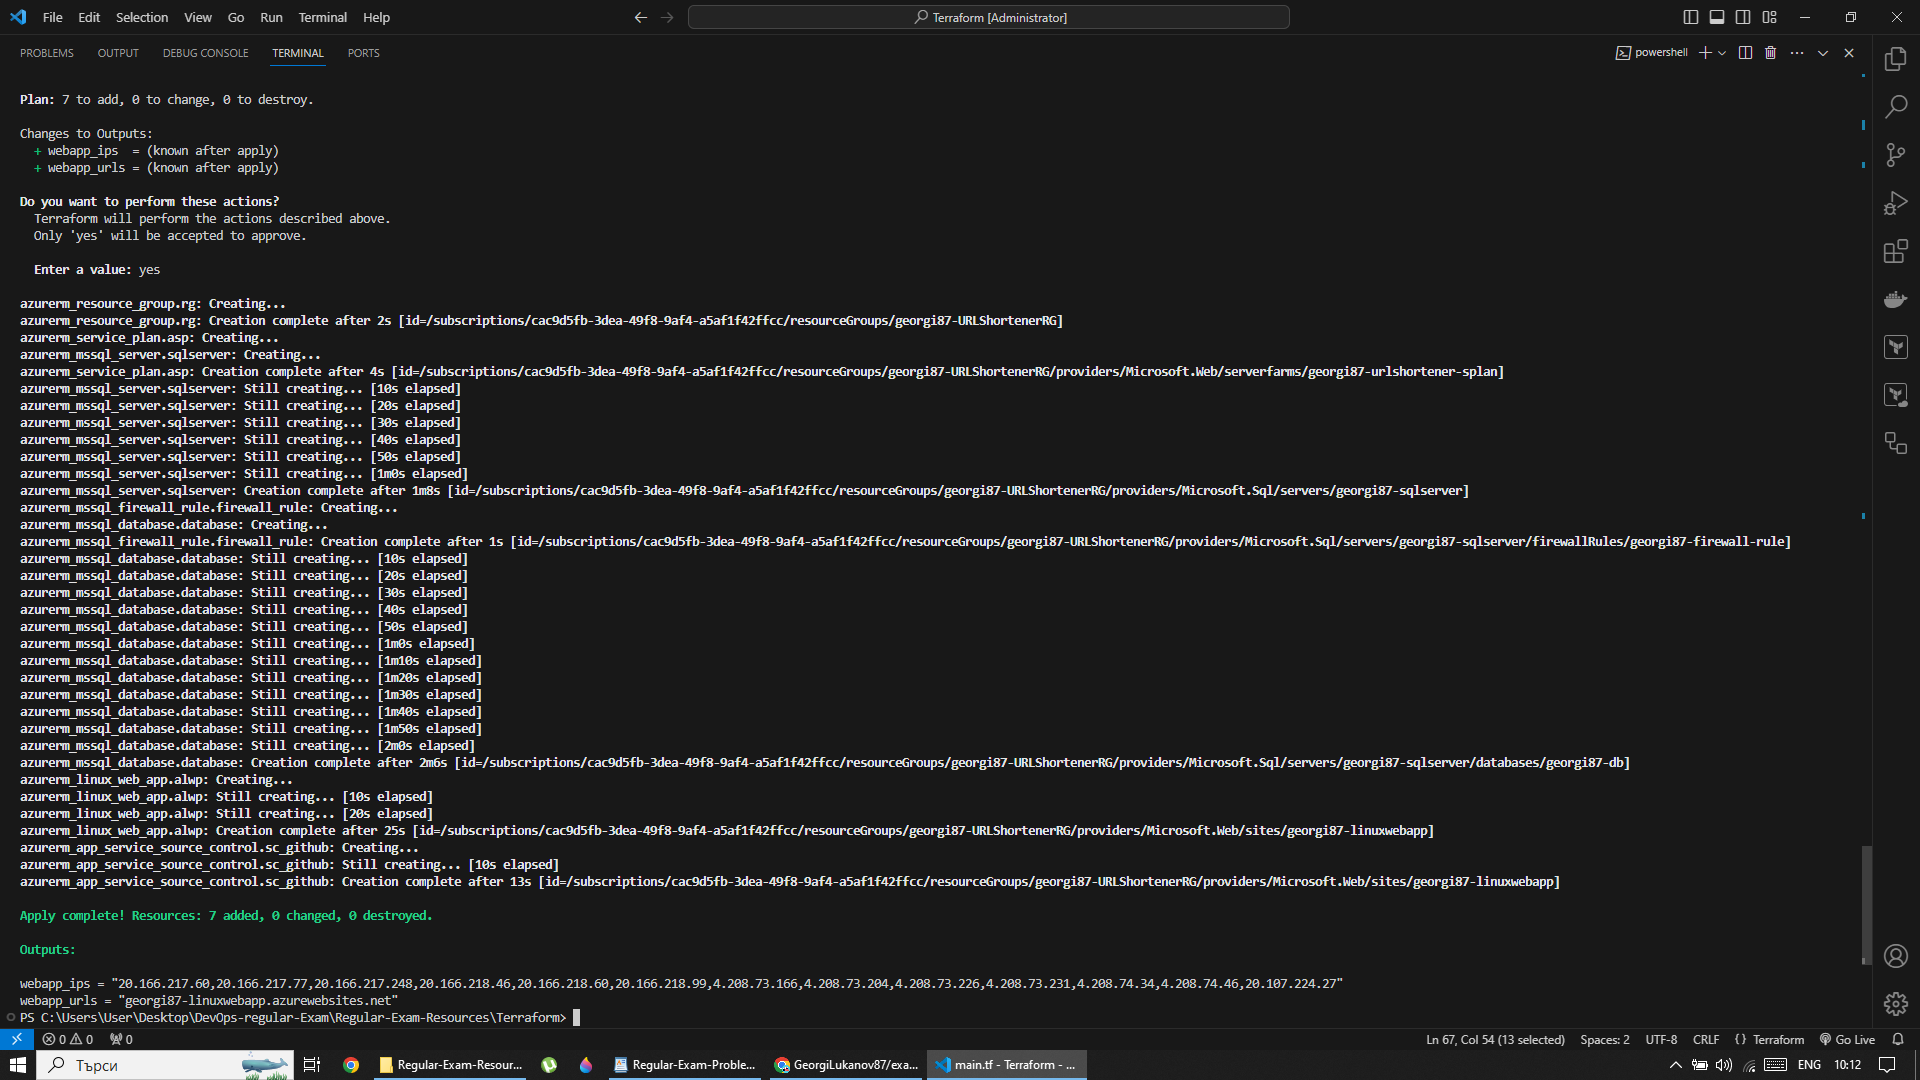 File Edit Selection View Go Run Terminal Help
Terraform [Administrator]
PROBLEMS OUTPUT DEBUG CONSOLE TERMINAL PORTS
powershell
Plan: 7 to add, 0 to change, 0 to destroy.
Changes to Outputs:
+ webapp_ips = (known after apply)
+ webapp_urls = (known after apply)
Do you want to perform these actions?
Terraform will perform the actions described above.
Only 'yes' will be accepted to approve.
Enter a value: yes
azurerm_resource_group.rg: Creating...
azurerm_resource_group.rg: Creation complete after 2s [id=/subscriptions/cac9d5fb-3dea-49f8-9af4-a5af1f42ffcc/resourceGroups/georgi87-URLShortenerRG]
azurerm_service_plan.asp: Creating...
azurerm_mssql_server.sqlserver: Creating...
azurerm_service_plan.asp: Creation complete after 4s [id=/subscriptions/cac9d5fb-3dea-49f8-9af4-a5af1f42ffcc/resourceGroups/georgi87-URLShortenerRG/providers/Microsoft.Web/serverfarms/georgi87-urlshortener-splan]
azurerm_mssql_server.sqlserver: Still creating... [10s elapsed]
azurerm_mssql_server.sqlserver: Still creating... [20s elapsed]
azurerm_mssql_server.sqlserver: Still creating... [30s elapsed]
azurerm_mssql_server.sqlserver: Still creating... [40s elapsed]
azurerm_mssql_server.sqlserver: Still creating... [50s elapsed]
azurerm_mssql_server.sqlserver: Still creating... [1m0s elapsed]
azurerm_mssql_server.sqlserver: Creation complete after 1m8s [id=/subscriptions/cac9d5fb-3dea-49f8-9af4-a5af1f42ffcc/resourceGroups/georgi87-URLShortenerRG/providers/Microsoft.Sql/servers/georgi87-sqlserver]
azurerm_mssql_firewall_rule.firewall_rule: Creating...
azurerm_mssql_database.database: Creating...
azurerm_mssql_firewall_rule.firewall_rule: Creation complete after 1s [id=/subscriptions/cac9d5fb-3dea-49f8-9af4-a5af1f42ffcc/resourceGroups/georgi87-URLShortenerRG/providers/Microsoft.Sql/servers/georgi87-sqlserver/firewallRules/georgi87-firewall-rule]
azurerm_mssql_database.database: Still creating... [10s elapsed]
azurerm_mssql_database.database: Still creating... [20s elapsed]
azurerm_mssql_database.database: Still creating... [30s elapsed]
azurerm_mssql_database.database: Still creating... [40s elapsed]
azurerm_mssql_database.database: Still creating... [50s elapsed]
azurerm_mssql_database.database: Still creating... [1m0s elapsed]
azurerm_mssql_database.database: Still creating... [1m10s elapsed]
azurerm_mssql_database.database: Still creating... [1m20s elapsed]
azurerm_mssql_database.database: Still creating... [1m30s elapsed]
azurerm_mssql_database.database: Still creating... [1m40s elapsed]
azurerm_mssql_database.database: Still creating... [1m50s elapsed]
azurerm_mssql_database.database: Still creating... [2m0s elapsed]
azurerm_mssql_database.database: Creation complete after 2m6s [id=/subscriptions/cac9d5fb-3dea-49f8-9af4-a5af1f42ffcc/resourceGroups/georgi87-URLShortenerRG/providers/Microsoft.Sql/servers/georgi87-sqlserver/databases/georgi87-db]
azurerm_linux_web_app.alwp: Creating...
azurerm_linux_web_app.alwp: Still creating... [10s elapsed]
azurerm_linux_web_app.alwp: Still creating... [20s elapsed]
azurerm_linux_web_app.alwp: Creation complete after 25s [id=/subscriptions/cac9d5fb-3dea-49f8-9af4-a5af1f42ffcc/resourceGroups/georgi87-URLShortenerRG/providers/Microsoft.Web/sites/georgi87-linuxwebapp]
azurerm_app_service_source_control.sc_github: Creating...
azurerm_app_service_source_control.sc_github: Still creating... [10s elapsed]
azurerm_app_service_source_control.sc_github: Creation complete after 13s [id=/subscriptions/cac9d5fb-3dea-49f8-9af4-a5af1f42ffcc/resourceGroups/georgi87-URLShortenerRG/providers/Microsoft.Web/sites/georgi87-linuxwebapp]
Apply complete! Resources: 7 added, 0 changed, 0 destroyed.
Outputs:
webapp_ips = "20.166.217.60,20.166.217.77,20.166.217.248,20.166.218.46,20.166.218.60,20.166.218.99,4.208.73.166,4.208.73.204,4.208.73.226,4.208.73.231,4.208.74.34,4.208.74.46,20.107.224.27"
webapp_urls = "georgi87-linuxwebapp.azurewebsites.net"
PS C:\Users\User\Desktop\DevOps-regular-Exam\Regular-Exam-Resources\Terraform>
0 0 0 Ln 67, Col 54 (13 selected) Spaces: 2 UTF-8 CRLF {} Terraform Go Live
Търси Regular-Exam-Resour... Regular-Exam-Proble... GeorgiLukanov87/exa... main.tf - Terraform - ... ENG 10:12